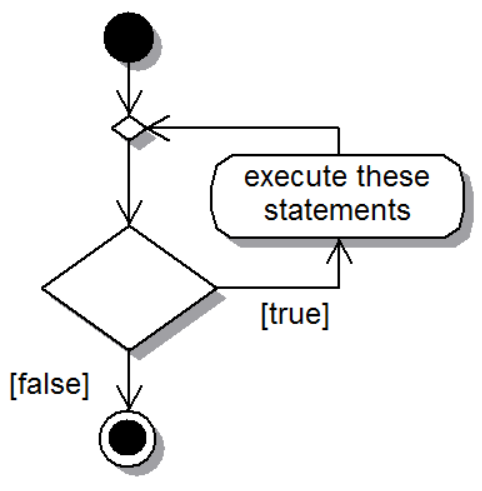 execute these
statements
[true]
[false]